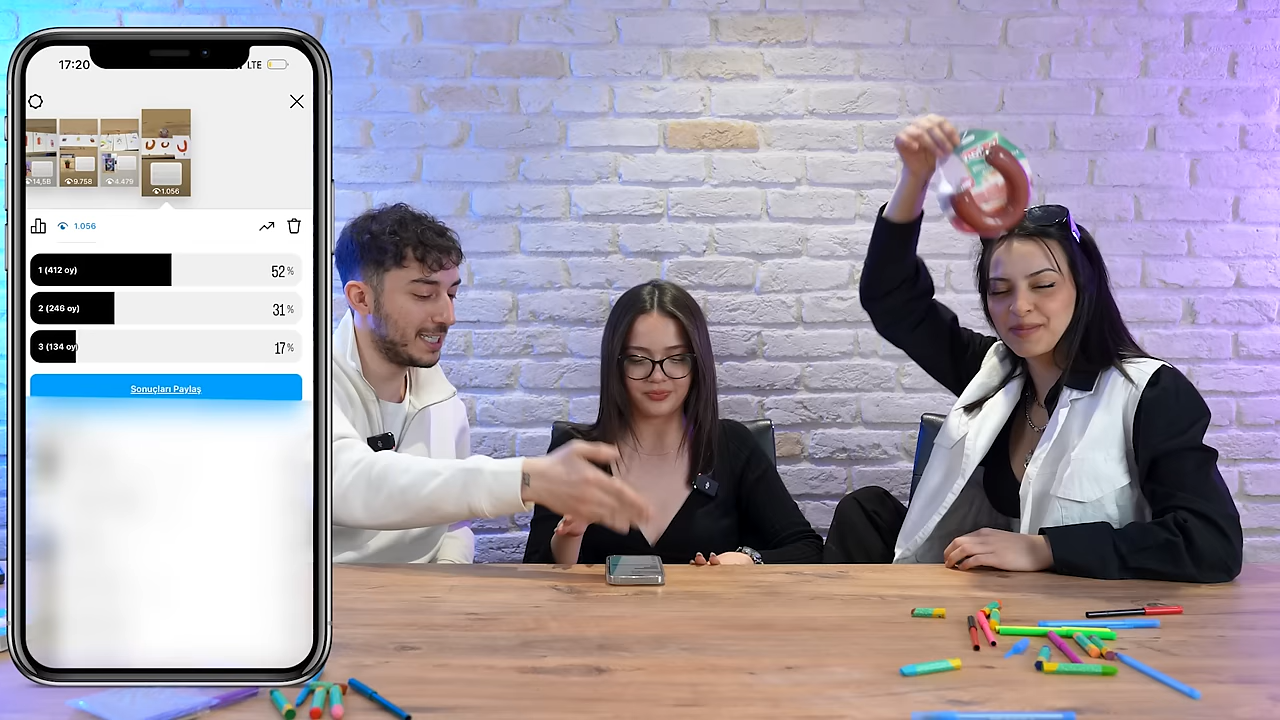 17:20
LTE
14,5B
9.758
4.479
1.056
1.056
1 (412 oy)
52%
2 (246 oy)
31%
3 (134 oy)
17%
Sonuçları Paylaş